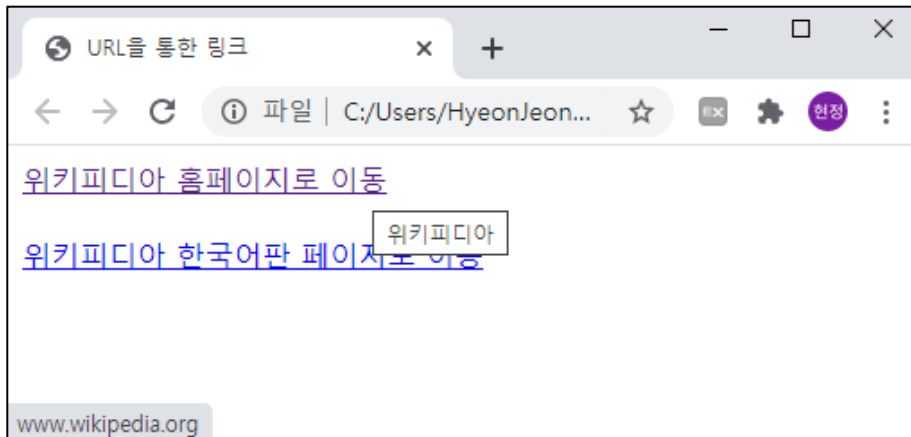 URL을 통한 링크
파일 | C:/Users/HyeonJeon...
EX
현정
위키피디아 홈페이지로 이동
위키피디아
위키피디아 한국어판 페이지로 이동
www.wikipedia.org